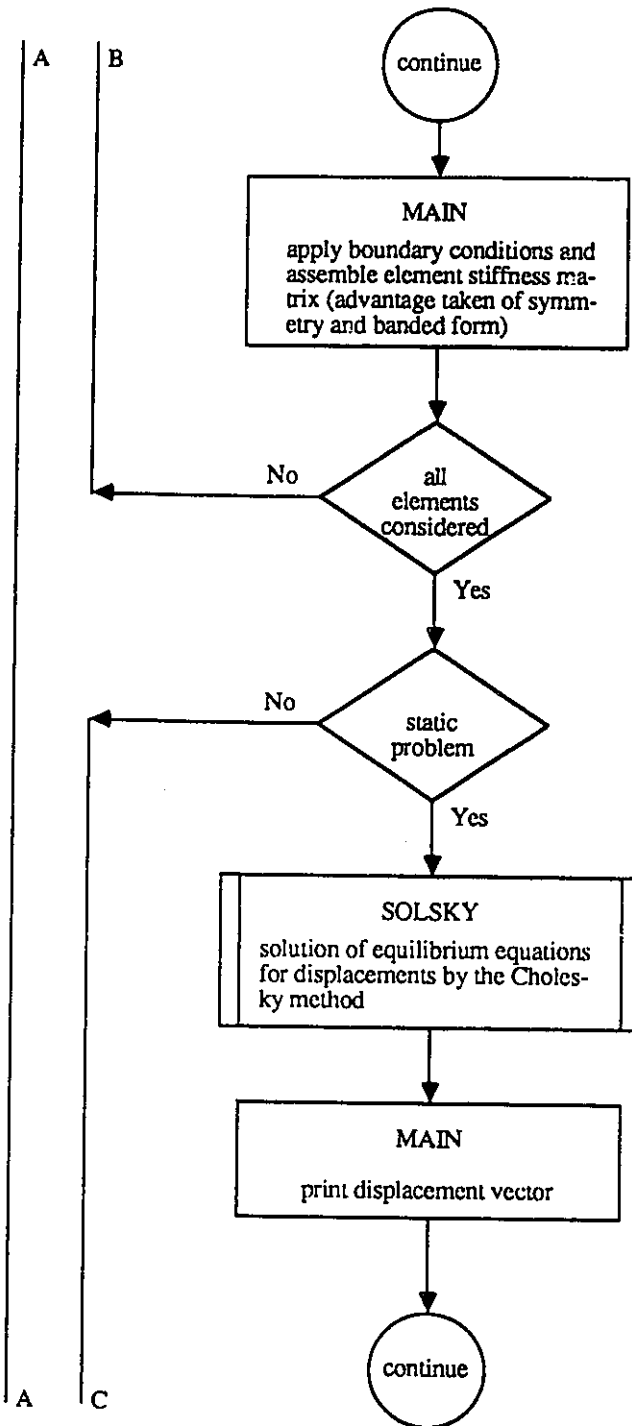 A
B
continue
MAIN
apply boundary conditions and
assemble element stiffness ma-
trix (advantage taken of symm-
etry and banded form)
No
all
elements
considered
Yes
No
static
problem
Yes
SOLSKY
solution of equilibrium equations
for displacements by the Choles-
ky method
MAIN
print displacement vector
continue
A
C